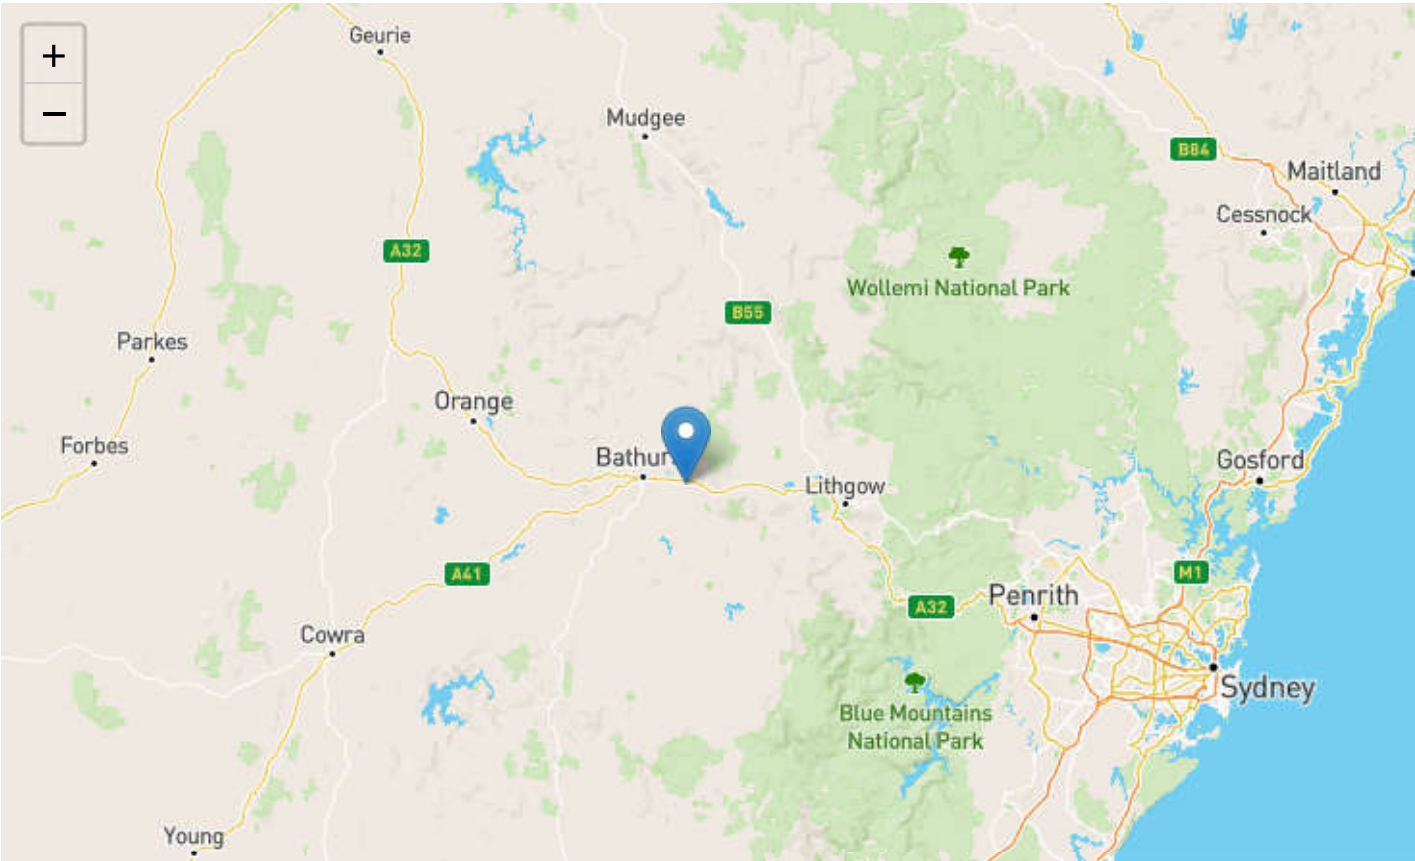 +
−
Geurie
Mudgee
B84
Maitland
Cessnock
A32
Wollemi National Park
B55
Parkes
Orange
Forbes
Bathur
Gosford
Lithgow
A41
M1
Penrith
A32
Cowra
Sydney
Blue Mountains
National Park
Young